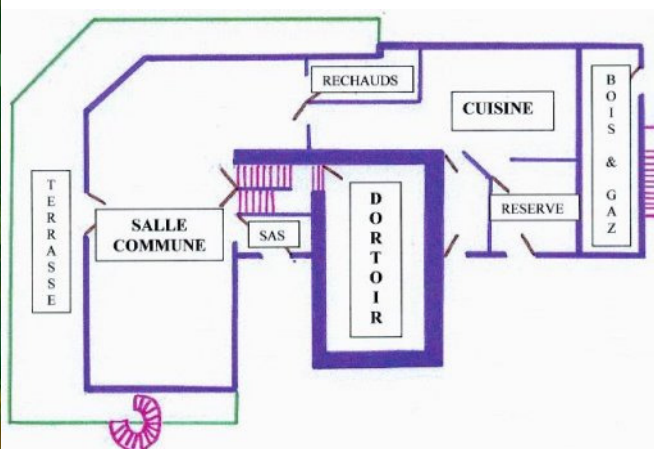 RECHAUDS
CUISINE
BOIS & GAZ
TERRASSE
SALLE
COMMUNE
SAS
DORTOIR
RESERVE